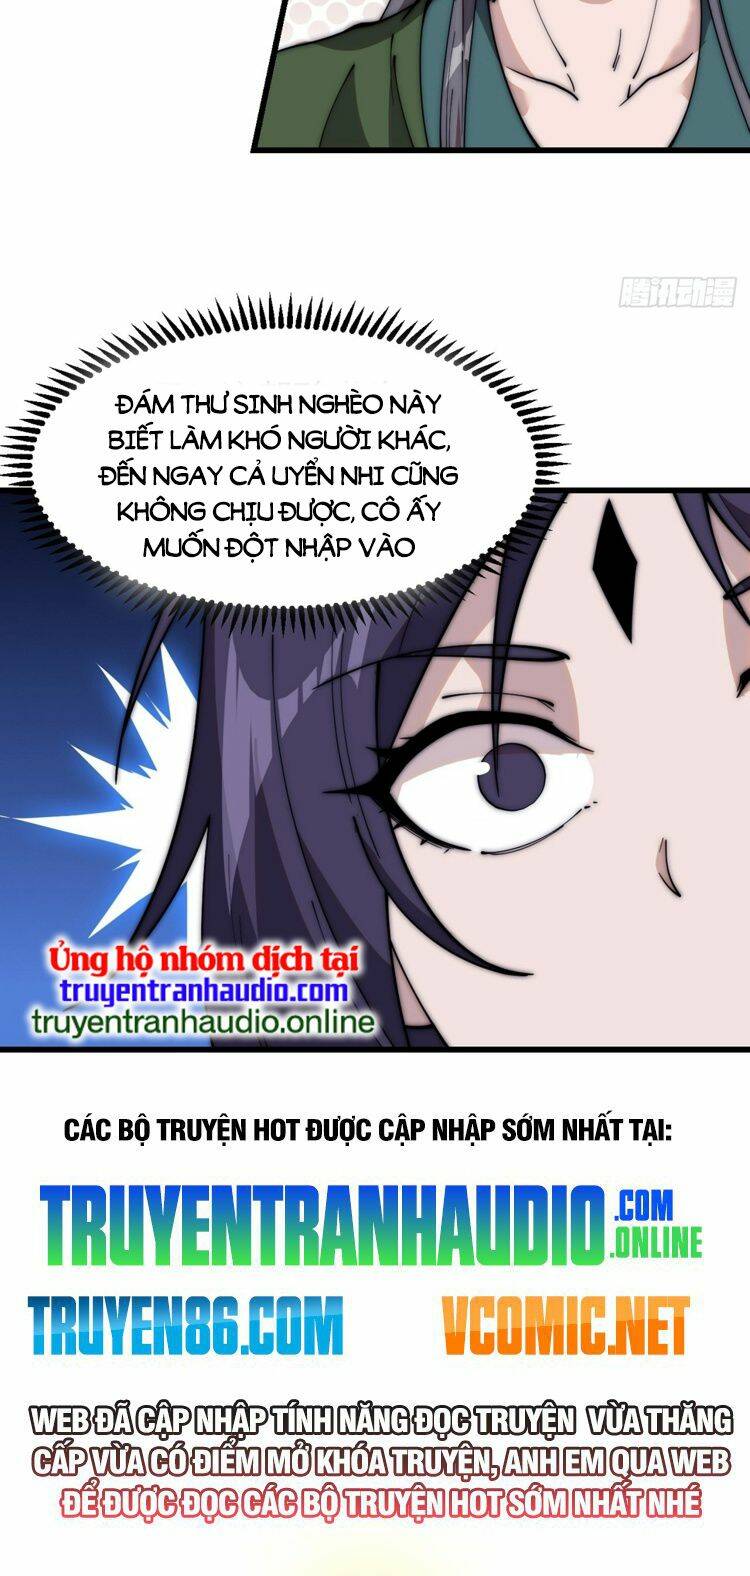 腾讯动漫
ĐÁM THƯ SINH NGHÈO NÀY
BIẾT LÀM KHÓ NGƯỜI KHÁC,
ĐẾN NGAY CẢ UYỂN NHI CŨNG
KHÔNG CHỊU ĐƯỢC, CÔ ẤY
MUỐN ĐỘT NHẬP VÀO
Ủng hộ nhóm dịch tại
truyentranhaudio.com
truyentranhaudio.online
CÁC BỘ TRUYỆN HOT ĐƯỢC CẬP NHẬP SỚM NHẤT TẠI:
TRUYENTRANHAUDIO.COM
.ONLINE
TRUYEN86.COM VCOMIC.NET
WEB ĐÃ CẬP NHẬP TÍNH NĂNG ĐỌC TRUYỆN VỪA THĂNG
CẤP VỪA CÓ ĐIỂM MỞ KHÓA TRUYỆN, ANH EM QUA WEB
ĐỂ ĐƯỢC ĐỌC CÁC BỘ TRUYỆN HOT SỚM NHẤT NHÉ